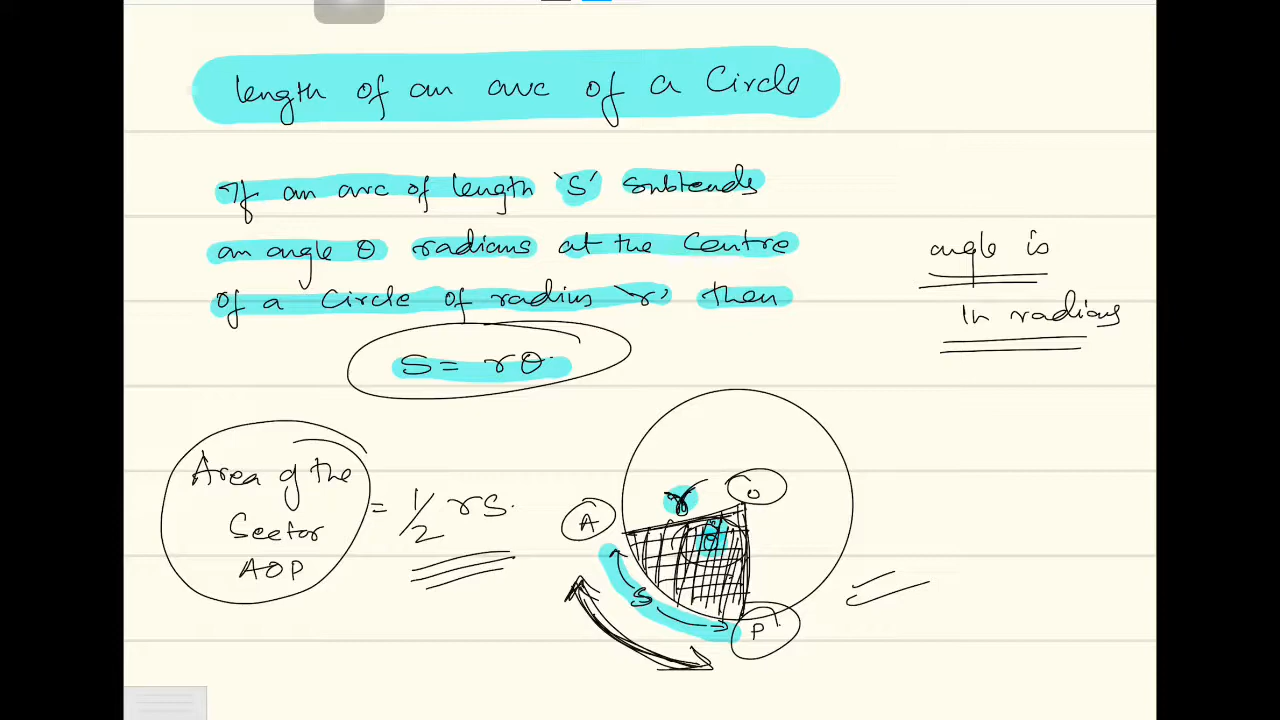 length of an arc of a Circle
If an arc of length 'S' subtends
an angle θ radians at the Centre
of a Circle of radius 'r' then
S = rθ.
angle is
in radians
Area of the
Sector
AOP
= 1/2 rs.
r
O
A
θ
S
P